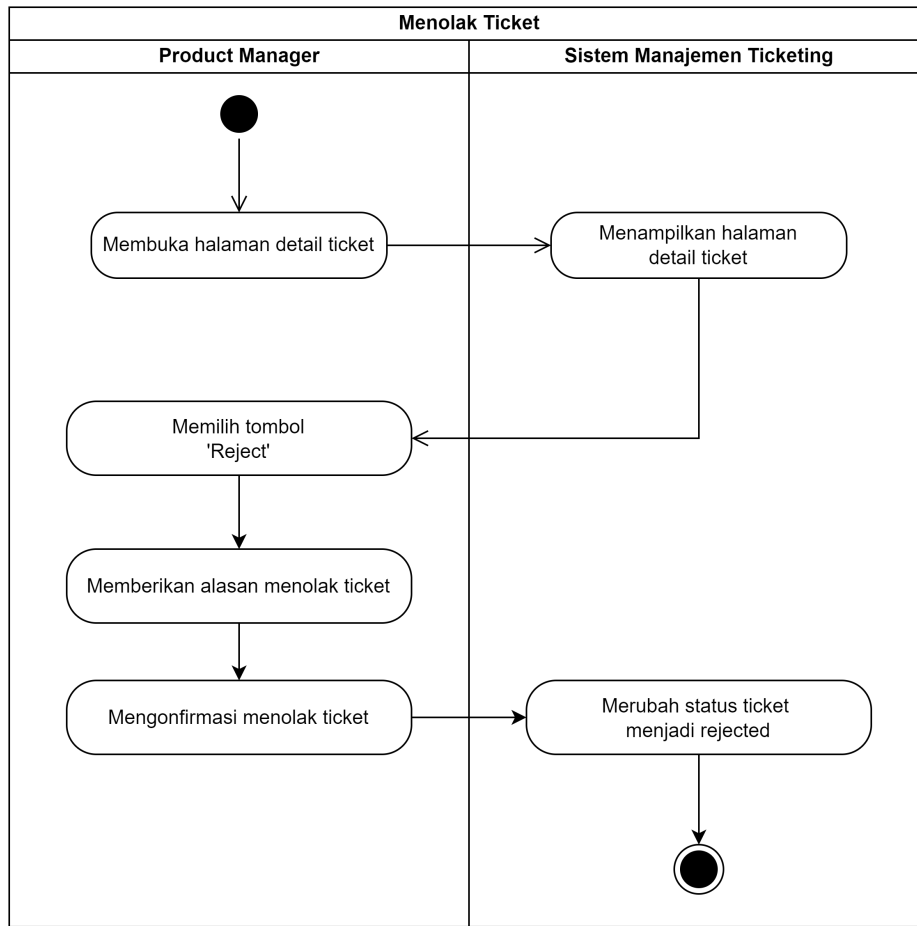 Menolak Ticket
Product Manager
Sistem Manajemen Ticketing
Membuka halaman detail ticket
Menampilkan halaman
detail ticket
Memilih tombol
'Reject'
Memberikan alasan menolak ticket
Mengonfirmasi menolak ticket
Merubah status ticket
menjadi rejected